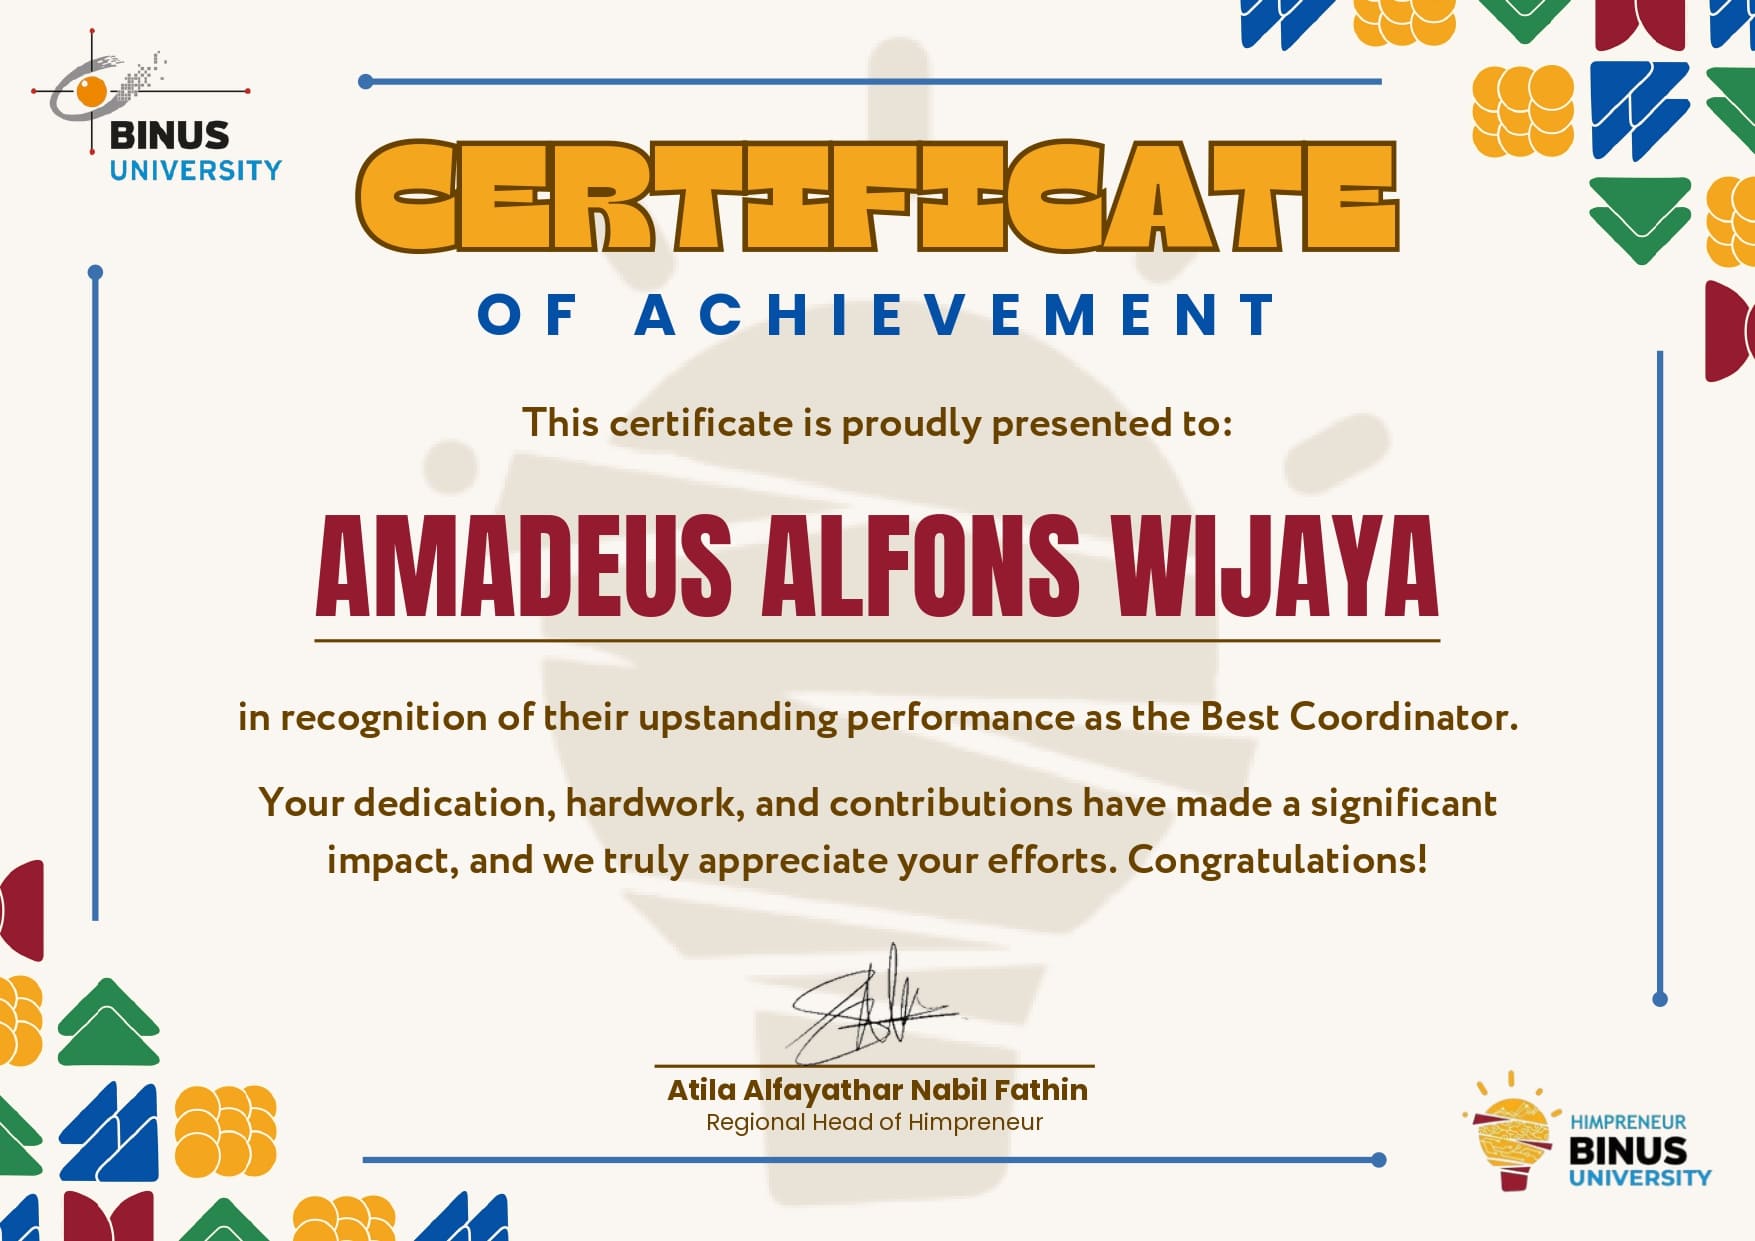 BINUS
UNIVERSITY
CERTIFICATE
OF ACHIEVEMENT
This certificate is proudly presented to:
AMADEUS ALFONS WIJAYA
in recognition of their upstanding performance as the Best Coordinator.
Your dedication, hardwork, and contributions have made a significant
impact, and we truly appreciate your efforts. Congratulations!
Atila Alfayathar Nabil Fathin
Regional Head of Himpreneur
HIMPRENEUR
BINUS
UNIVERSITY